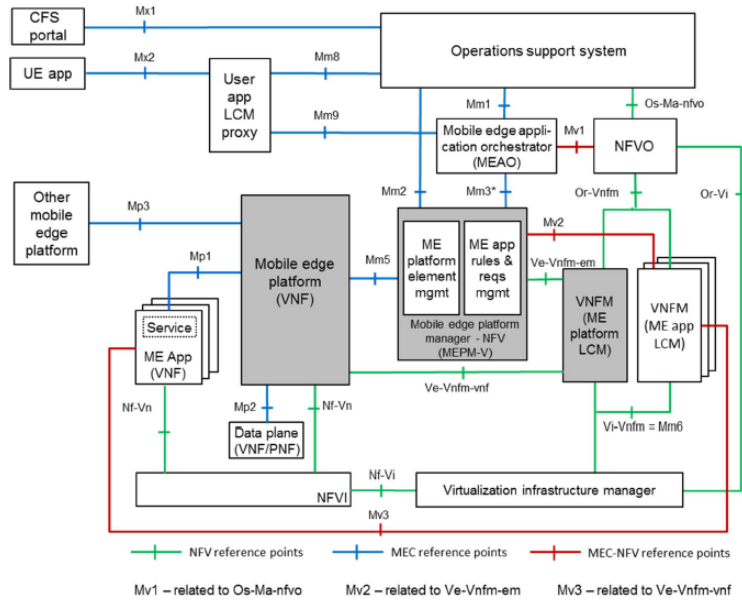 CFS
portal
Mx1
Operations support system
UE app
Mx2
User
app
LCM
proxy
Mm8
Mm9
Mm1
Os-Ma-nfvo
Mobile edge application
orchestrator
(MEAO)
Mv1
NFVO
Other
mobile
edge
platform
Mp3
Mm2
Mm3*
Or-Vnfm
Or-Vi
Mv2
Mobile edge
platform
(VNF)
Mp1
Mm5
ME
platform
element
mgmt
ME app
rules &
reqs
mgmt
Mobile edge platform
manager - NFV
(MEPM-V)
Ve-Vnfm-em
VNFM
(ME
platform
LCM)
VNFM
(ME app
LCM)
Service
ME App
(VNF)
Ve-Vnfm-vnf
Nf-Vn
Mp2
Nf-Vn
Data plane
(VNF/PNF)
Vi-Vnfm = Mm6
NFVI
Nf-Vi
Virtualization infrastructure manager
Mv3
NFV reference points
MEC reference points
MEC-NFV reference points
Mv1 – related to Os-Ma-nfvo
Mv2 – related to Ve-Vnfm-em
Mv3 – related to Ve-Vnfm-vnf